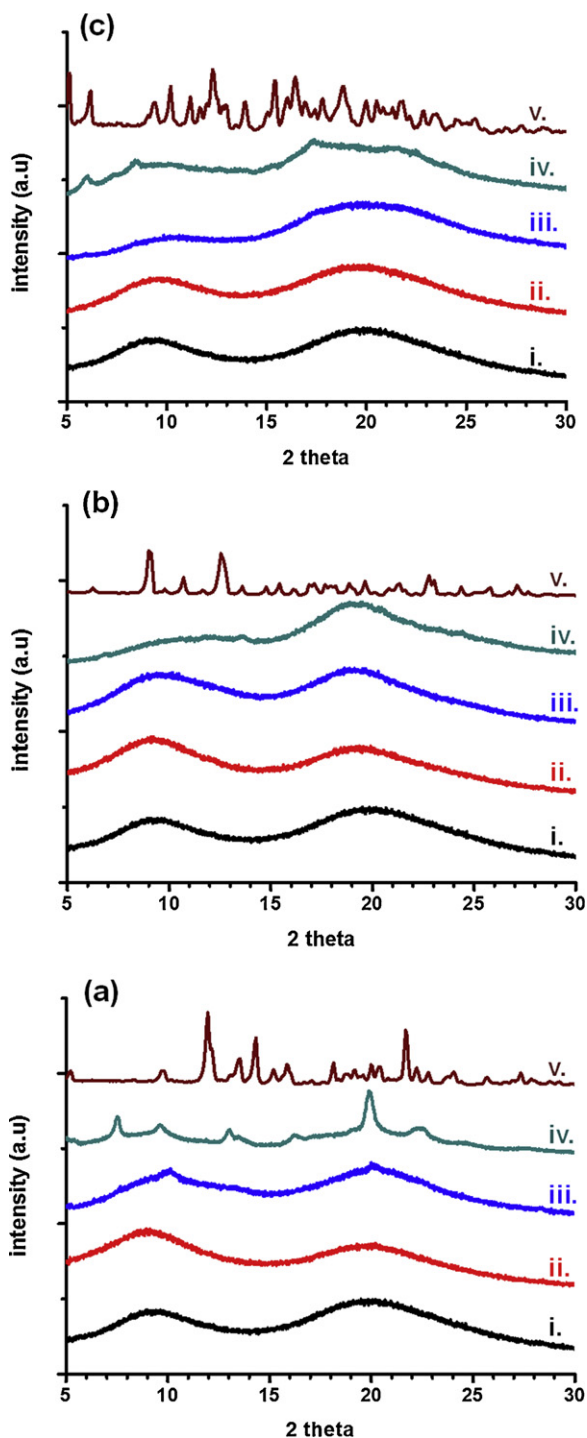 (c)
intensity (a.u)
v.
iv.
iii.
ii.
i.
5 10 15 20 25 30
2 theta
(b)
intensity (a.u)
v.
iv.
iii.
ii.
i.
5 10 15 20 25 30
2 theta
(a)
intensity (a.u)
v.
iv.
iii.
ii.
i.
5 10 15 20 25 30
2 theta